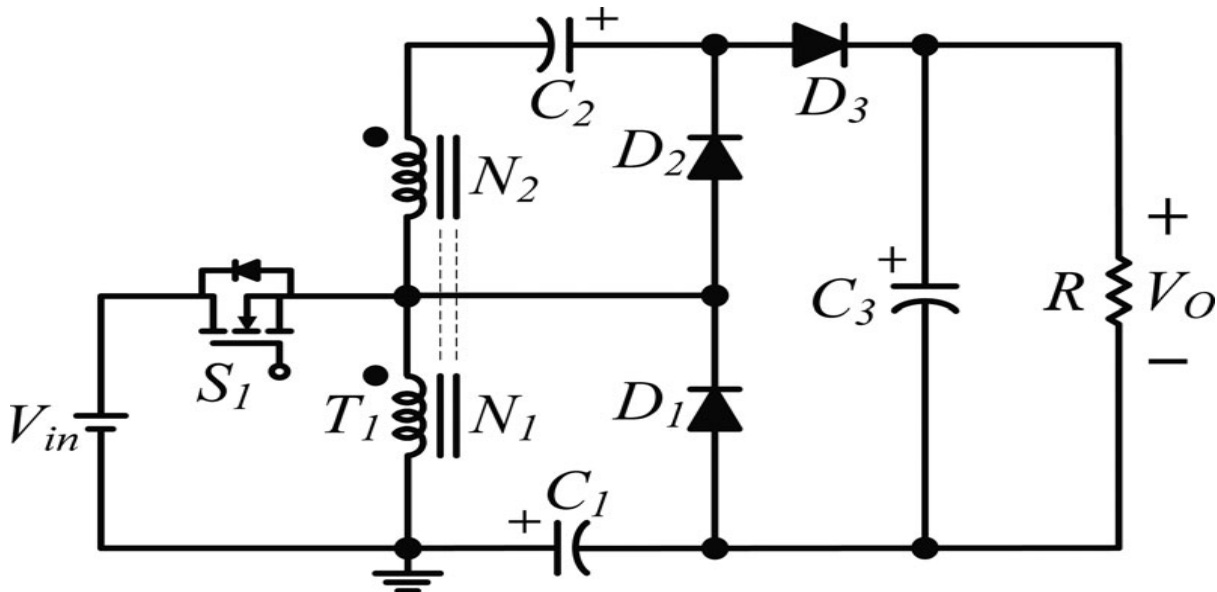 +
C2
D3
D2
N2
+
+
C3
R
VO
−
S1
Vin
T1
N1
D1
C1
+